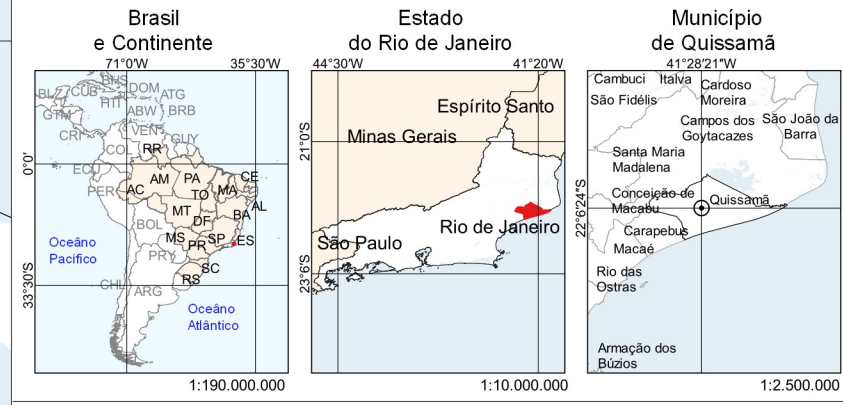 Brasil
e Continente
71°0'W
35°30'W
0°0'
33°30'S
BHS
DOM
ATG
BLZ
CUB
HTI
ABW
BRB
GTM
CRI
VEN
GUY
COL
RR
ECU
AM
PA
CE
PER
AC
TO
MA
AL
MT
DF
BA
BOL
MS
SP
ES
PR
PRY
SC
RS
CHL
ARG
Oceâno
Pacífico
Oceâno
Atlântico
1:190.000.000
Estado
do Rio de Janeiro
44°30'W
41°20'W
21°0'S
23°6'S
Espírito Santo
Minas Gerais
Rio de Janeiro
São Paulo
1:10.000.000
Município
de Quissamã
41°28'21"W
22°6'24"S
Cambuci
Italva
Cardoso
Moreira
São Fidélis
Campos dos
Goytacazes
São João da
Barra
Santa Maria
Madalena
Conceição de
Macabu
Quissamã
Carapebus
Macaé
Rio das
Ostras
Armação dos
Búzios
1:2.500.000